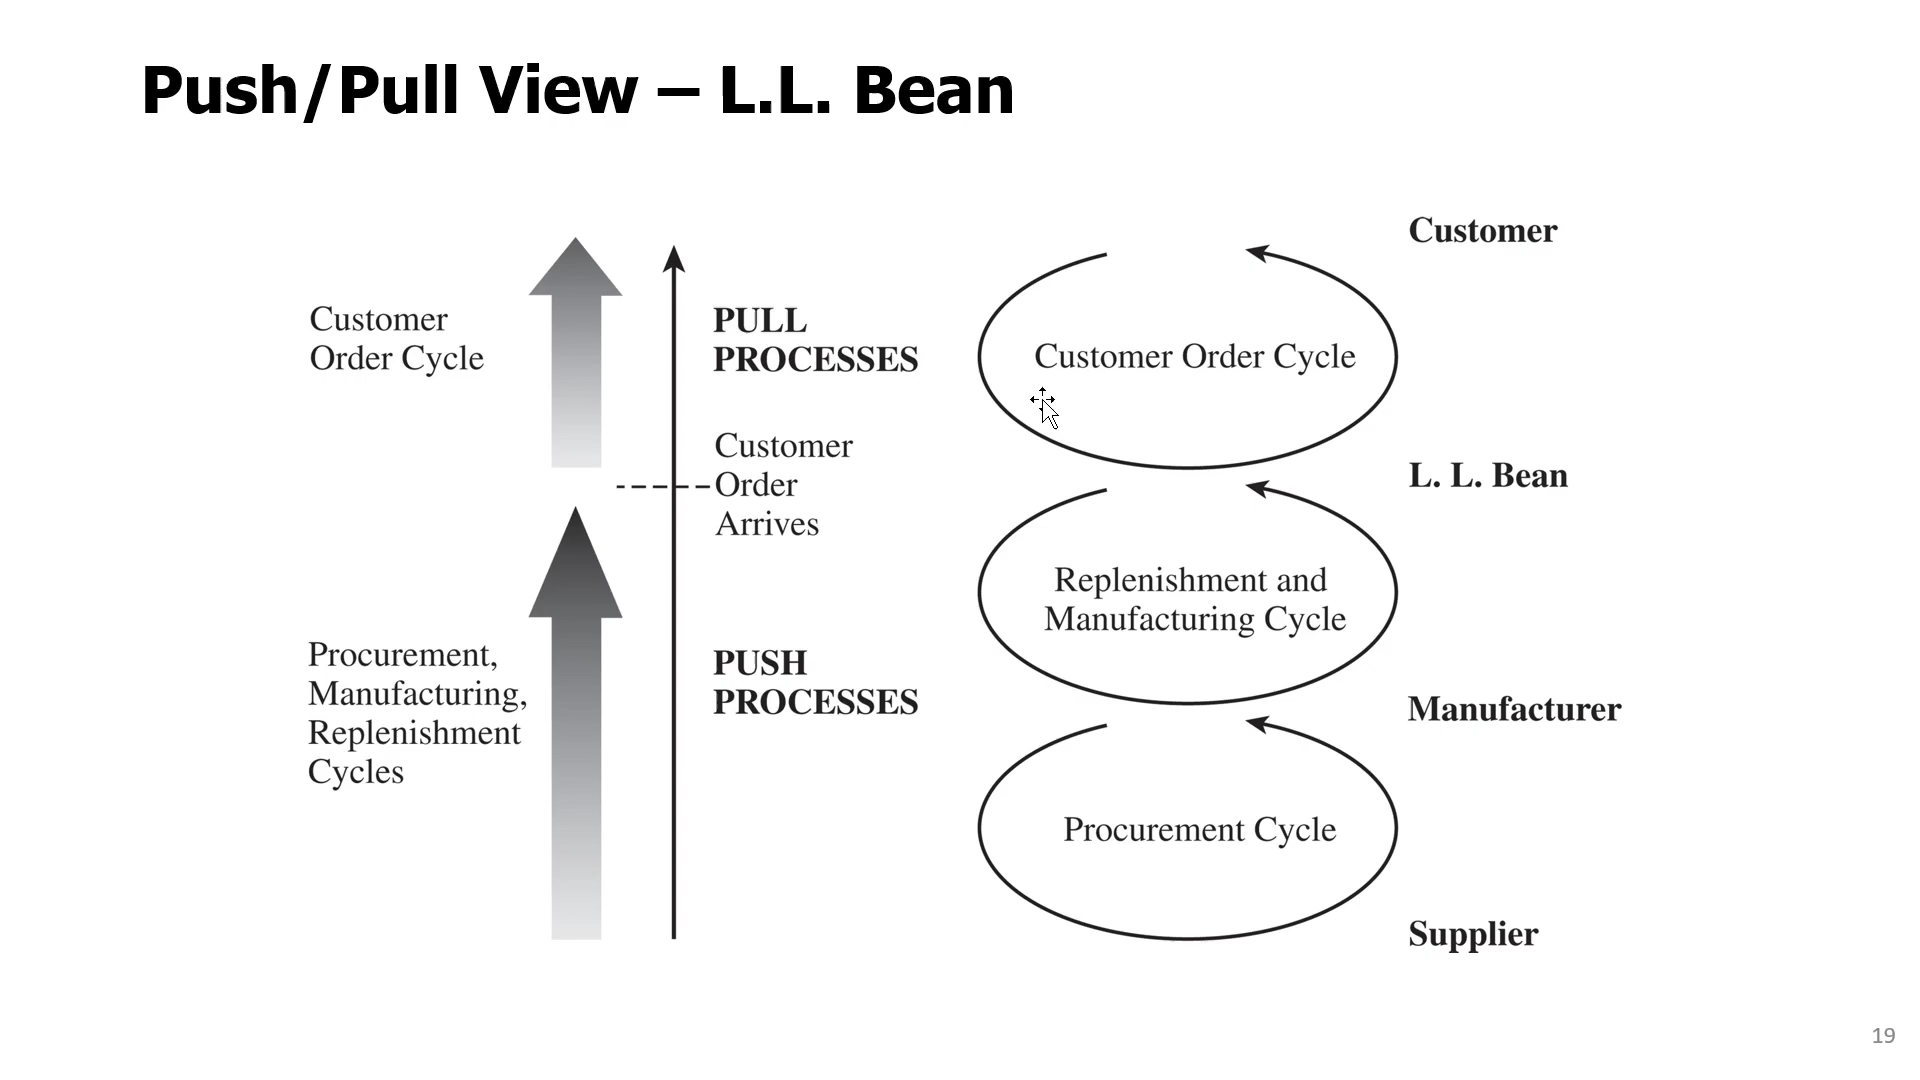 Push/Pull View – L.L. Bean
Customer
Order Cycle
PULL
PROCESSES
Customer
Order
Arrives
Procurement,
Manufacturing,
Replenishment
Cycles
PUSH
PROCESSES
Customer
Customer Order Cycle
L. L. Bean
Replenishment and
Manufacturing Cycle
Manufacturer
Procurement Cycle
Supplier
19